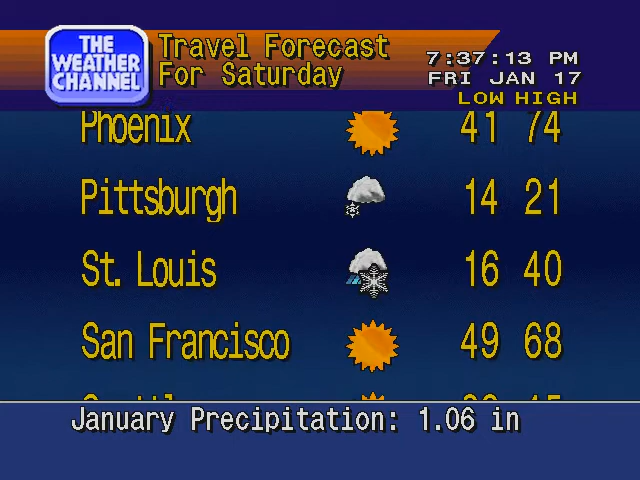 THE
WEATHER
CHANNEL
Travel Forecast
For Saturday
7:37:13 PM
FRI JAN 17
LOW HIGH
Phoenix 41 74
Pittsburgh 14 21
St. Louis 16 40
San Francisco 49 68
January Precipitation: 1.06 in